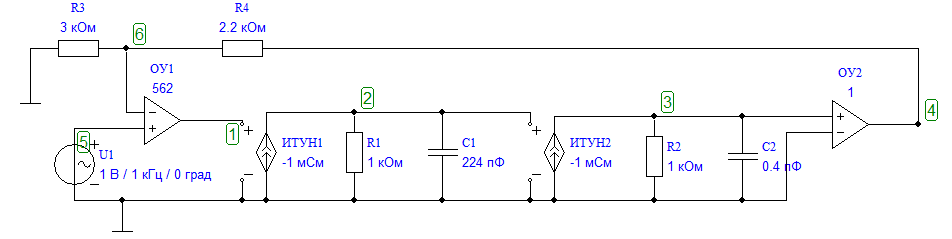 R3
3 кОм
6
R4
2.2 кОм
ОУ1
562
ОУ2
1
2
3
4
1
5
+
−
+
−
+
−
+
−
+
−
+
−
U1
1 В / 1 кГц / 0 град
ИТУН1
-1 мСм
R1
1 кОм
C1
224 пФ
ИТУН2
-1 мСм
R2
1 кОм
C2
0.4 пФ